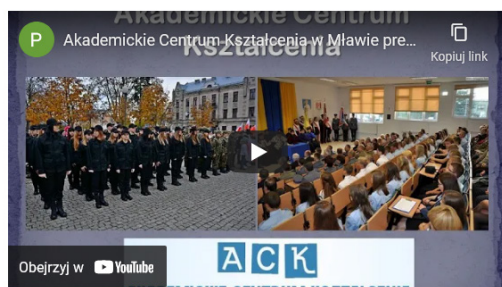 Akademickie Centrum
Kształcenia
P
Akademickie Centrum Kształcenia w Mławie pre...
Kopiuj link
Obejrzyj w YouTube
ACK